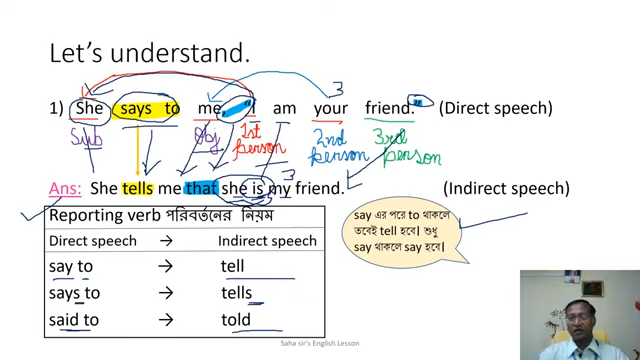 Let's understand.
3
1) She says to me, "I am your friend." (Direct speech)
Sub Obj 1st person 2nd person 3rd person
Ans: She tells me that she is my friend. (Indirect speech)
3
Reporting verb পরিবর্তনের নিয়ম
Direct speech → Indirect speech
say to → tell
says to → tells
said to → told
say এর পরে to থাকলে
তবেই tell হবে। শুধু
say থাকলে say হবে।
Saha sir's English Lesson